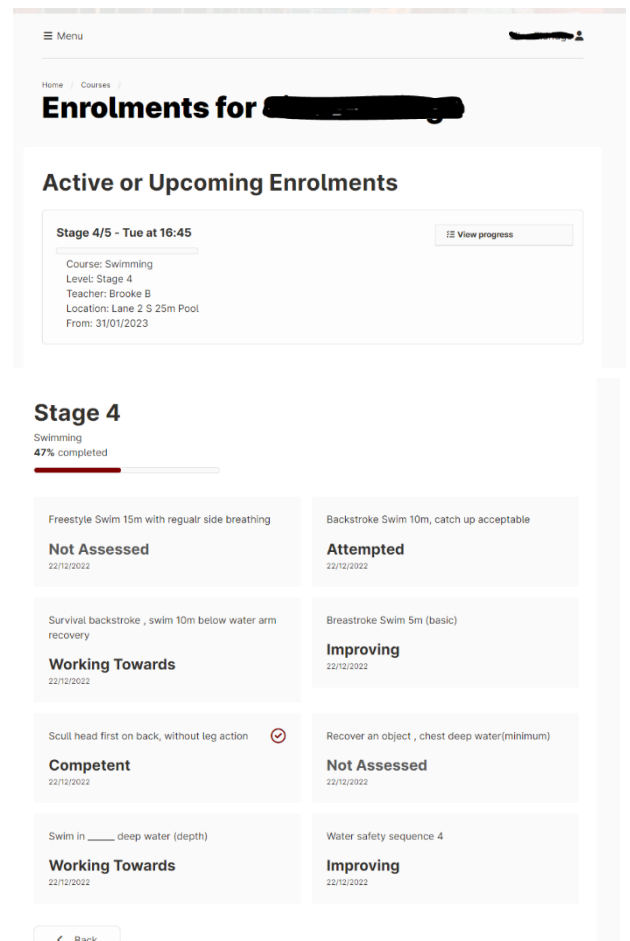 Menu
Home / Courses /
Enrolments for
Active or Upcoming Enrolments
Stage 4/5 - Tue at 16:45
View progress
Course: Swimming
Level: Stage 4
Teacher: Brooke B
Location: Lane 2 S 25m Pool
From: 31/01/2023
Stage 4
Swimming
47% completed
Freestyle Swim 15m with regualr side breathing
Not Assessed
22/12/2022
Backstroke Swim 10m, catch up acceptable
Attempted
22/12/2022
Survival backstroke , swim 10m below water arm
recovery
Working Towards
22/12/2022
Breastroke Swim 5m (basic)
Improving
22/12/2022
Scull head first on back, without leg action
Competent
22/12/2022
Recover an object , chest deep water(minimum)
Not Assessed
22/12/2022
Swim in _____ deep water (depth)
Working Towards
22/12/2022
Water safety sequence 4
Improving
22/12/2022
Back